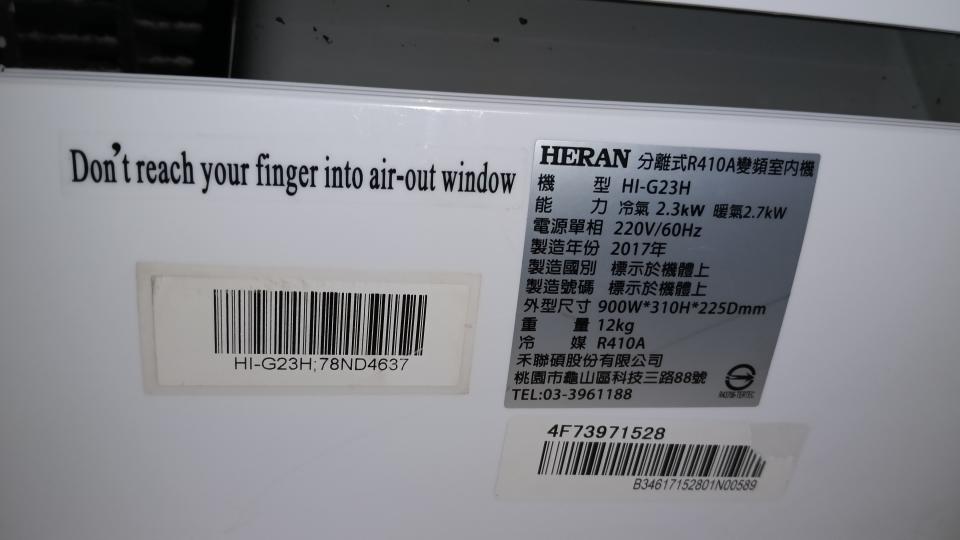 Don't reach your finger into air-out window
HERAN 分離式R410A變頻室內機
機 型 HI-G23H
能 力 冷氣 2.3kW 暖氣2.7kW
電源單相 220V/60Hz
製造年份 2017年
製造國別 標示於機體上
製造號碼 標示於機體上
外型尺寸 900W*310H*225Dmm
重 量 12kg
冷 媒 R410A
禾聯碩股份有限公司
桃園市龜山區科技三路88號
TEL:03-3961188
HI-G23H;78ND4637
4F73971528
B34617152801N00589